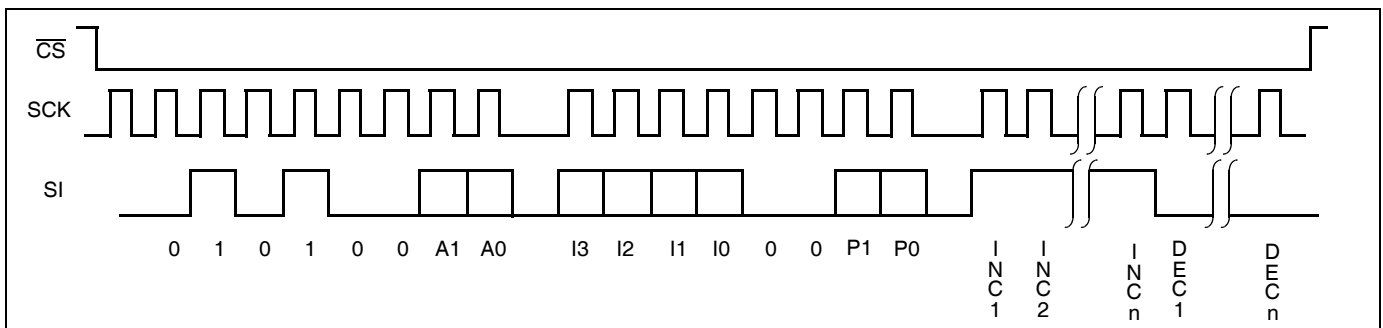 CS
SCK
SI
0 1 0 1 0 0 A1 A0 I3 I2 I1 I0 0 0 P1 P0 INC1 INC2 INCn DEC1 DECn